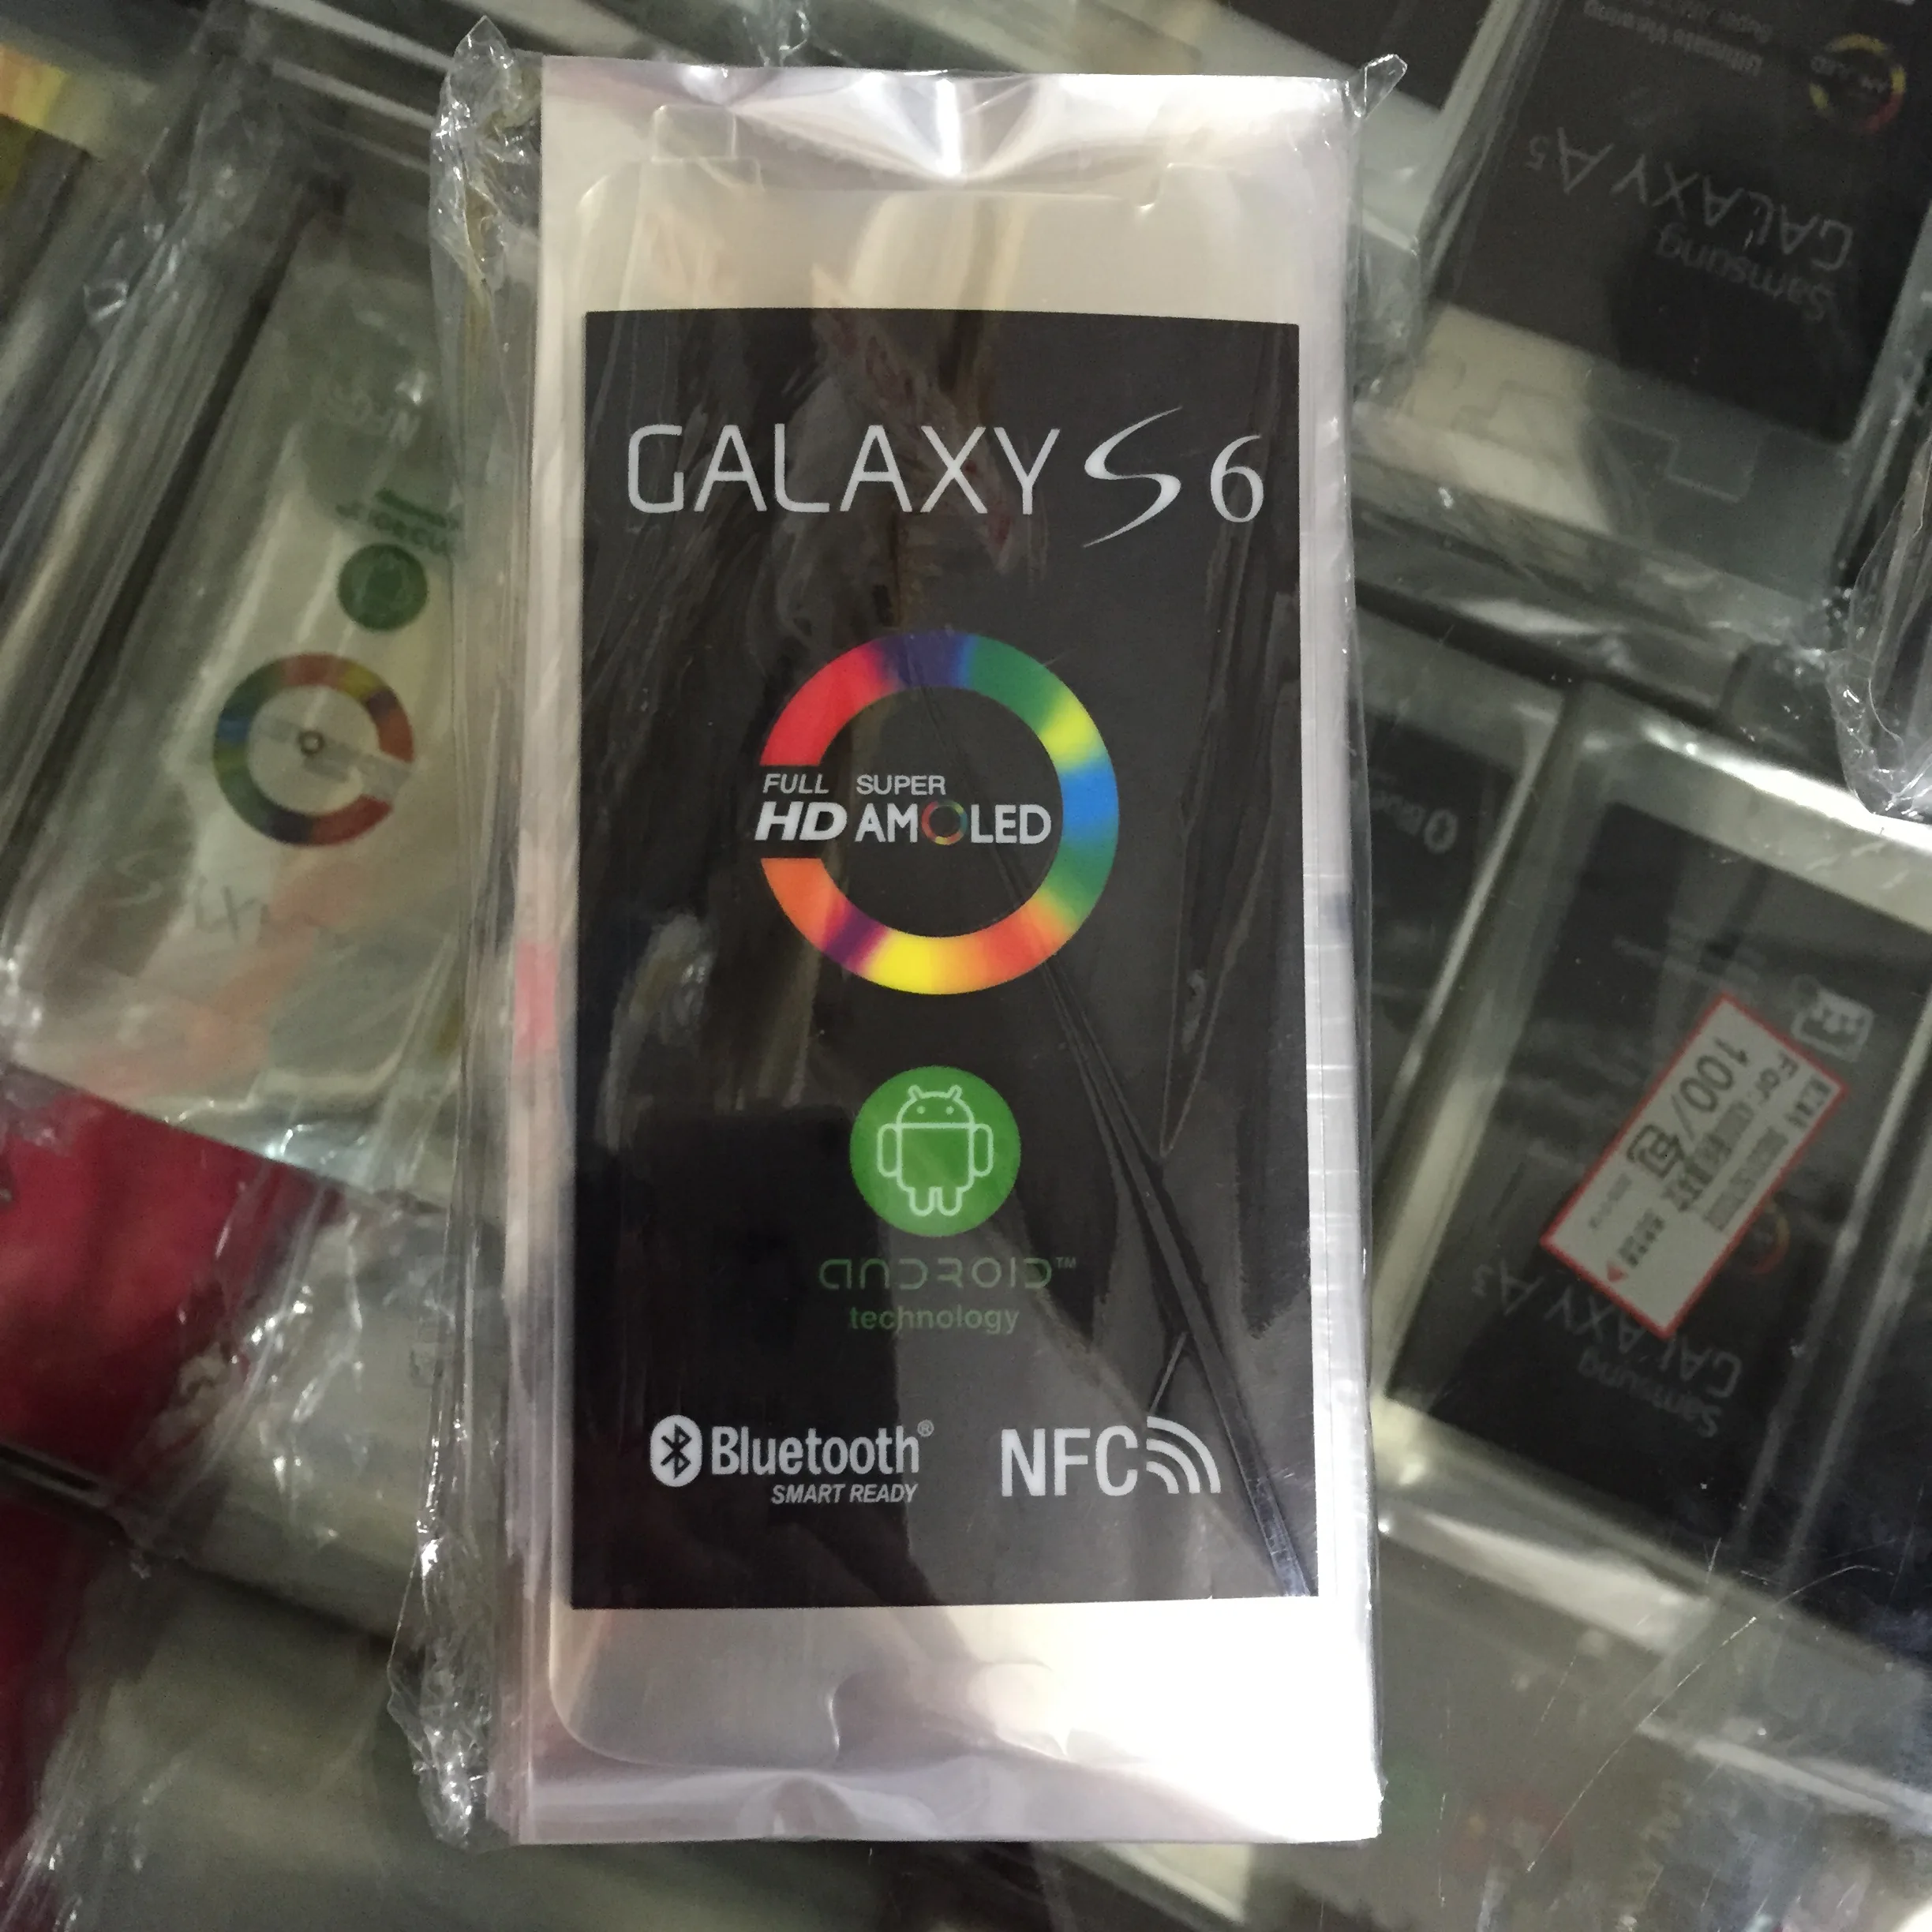 GALAXY S6
FULL SUPER
HD AMOLED
ANDROID™
technology
Bluetooth®
SMART READY
NFC
Samsung
GALAXY A5
Samsung
GALAXY A3
100/包